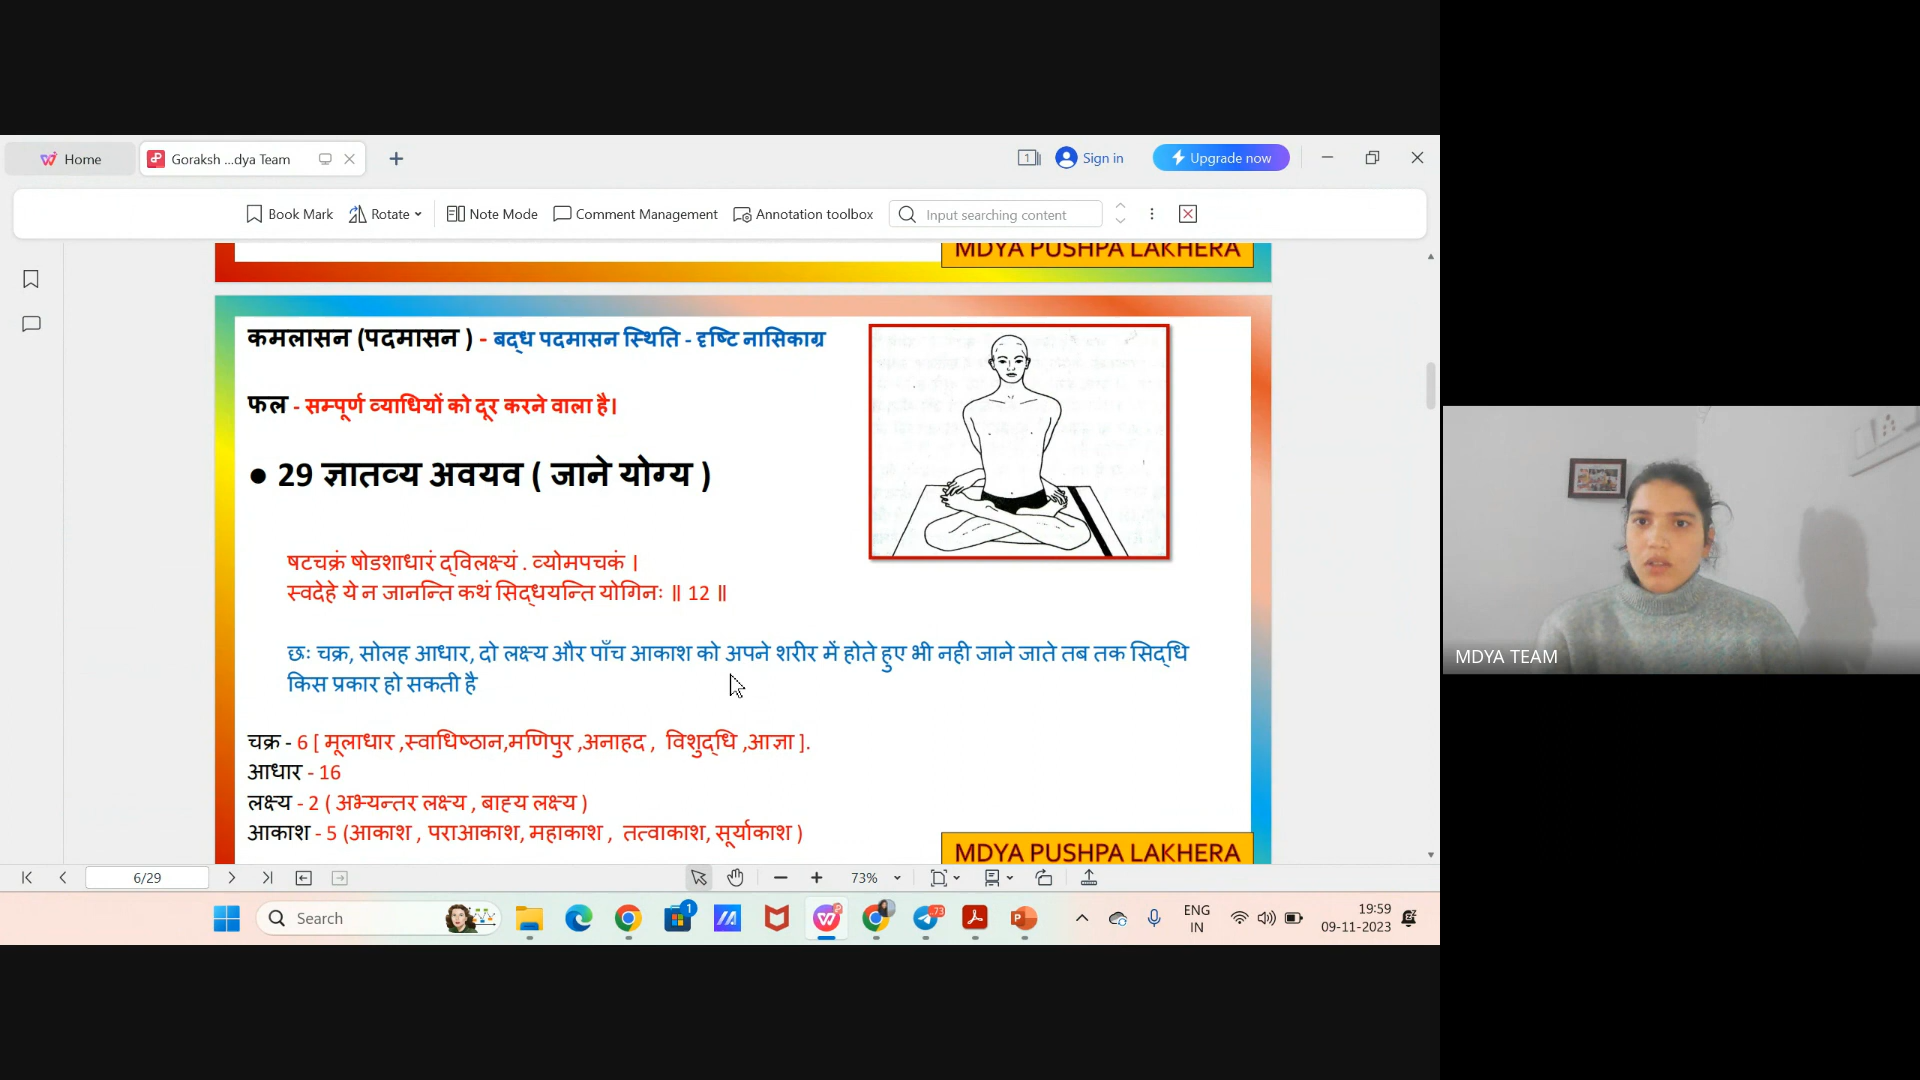 Home
Goraksh ...dya Team
1
Sign in
Upgrade now
Book Mark
Rotate
Note Mode
Comment Management
Annotation toolbox
Input searching content
MDYA PUSHPA LAKHERA
कमलासन (पदमासन ) - बद्ध पदमासन स्थिति - दृष्टि नासिकाग्र
फल - सम्पूर्ण व्याधियों को दूर करने वाला है।
● 29 ज्ञातव्य अवयव ( जाने योग्य )
षटचक्रं षोडशाधारं द्विलक्ष्यं . व्योमपचकं ।
स्वदेहे ये न जानन्ति कथं सिद्धयन्ति योगिनः ॥ 12 ॥
छः चक्र, सोलह आधार, दो लक्ष्य और पाँच आकाश को अपने शरीर में होते हुए भी नही जाने जाते तब तक सिद्धि
किस प्रकार हो सकती है
चक्र - 6 [ मूलाधार ,स्वाधिष्ठान,मणिपुर ,अनाहद , विशुद्धि ,आज्ञा ].
आधार - 16
लक्ष्य - 2 ( अभ्यन्तर लक्ष्य , बाह्य लक्ष्य )
आकाश - 5 (आकाश , पराआकाश, महाकाश , तत्वाकाश, सूर्याकाश )
MDYA PUSHPA LAKHERA
MDYA TEAM
6/29
73%
Search
1
73
ENG
IN
19:59
09-11-2023